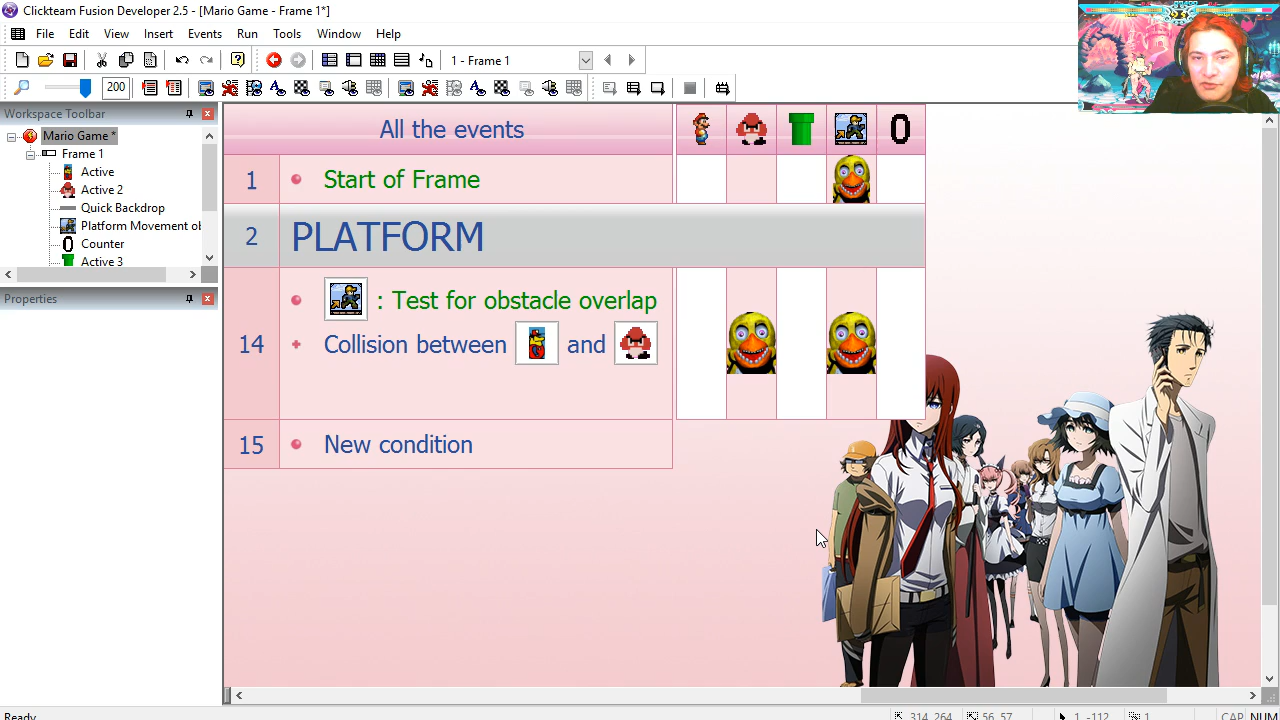 Clickteam Fusion Developer 2.5 - [Mario Game - Frame 1*]
File Edit View Insert Events Run Tools Window Help
1 - Frame 1
200
Workspace Toolbar
Mario Game *
Frame 1
Active
Active 2
Quick Backdrop
Platform Movement ob
0 Counter
Active 3
Properties
All the events
0
1 Start of Frame
2 PLATFORM
14 : Test for obstacle overlap
Collision between and
15 New condition
Ready
314, 264 56, 57 1, -112 1 CAP NUM